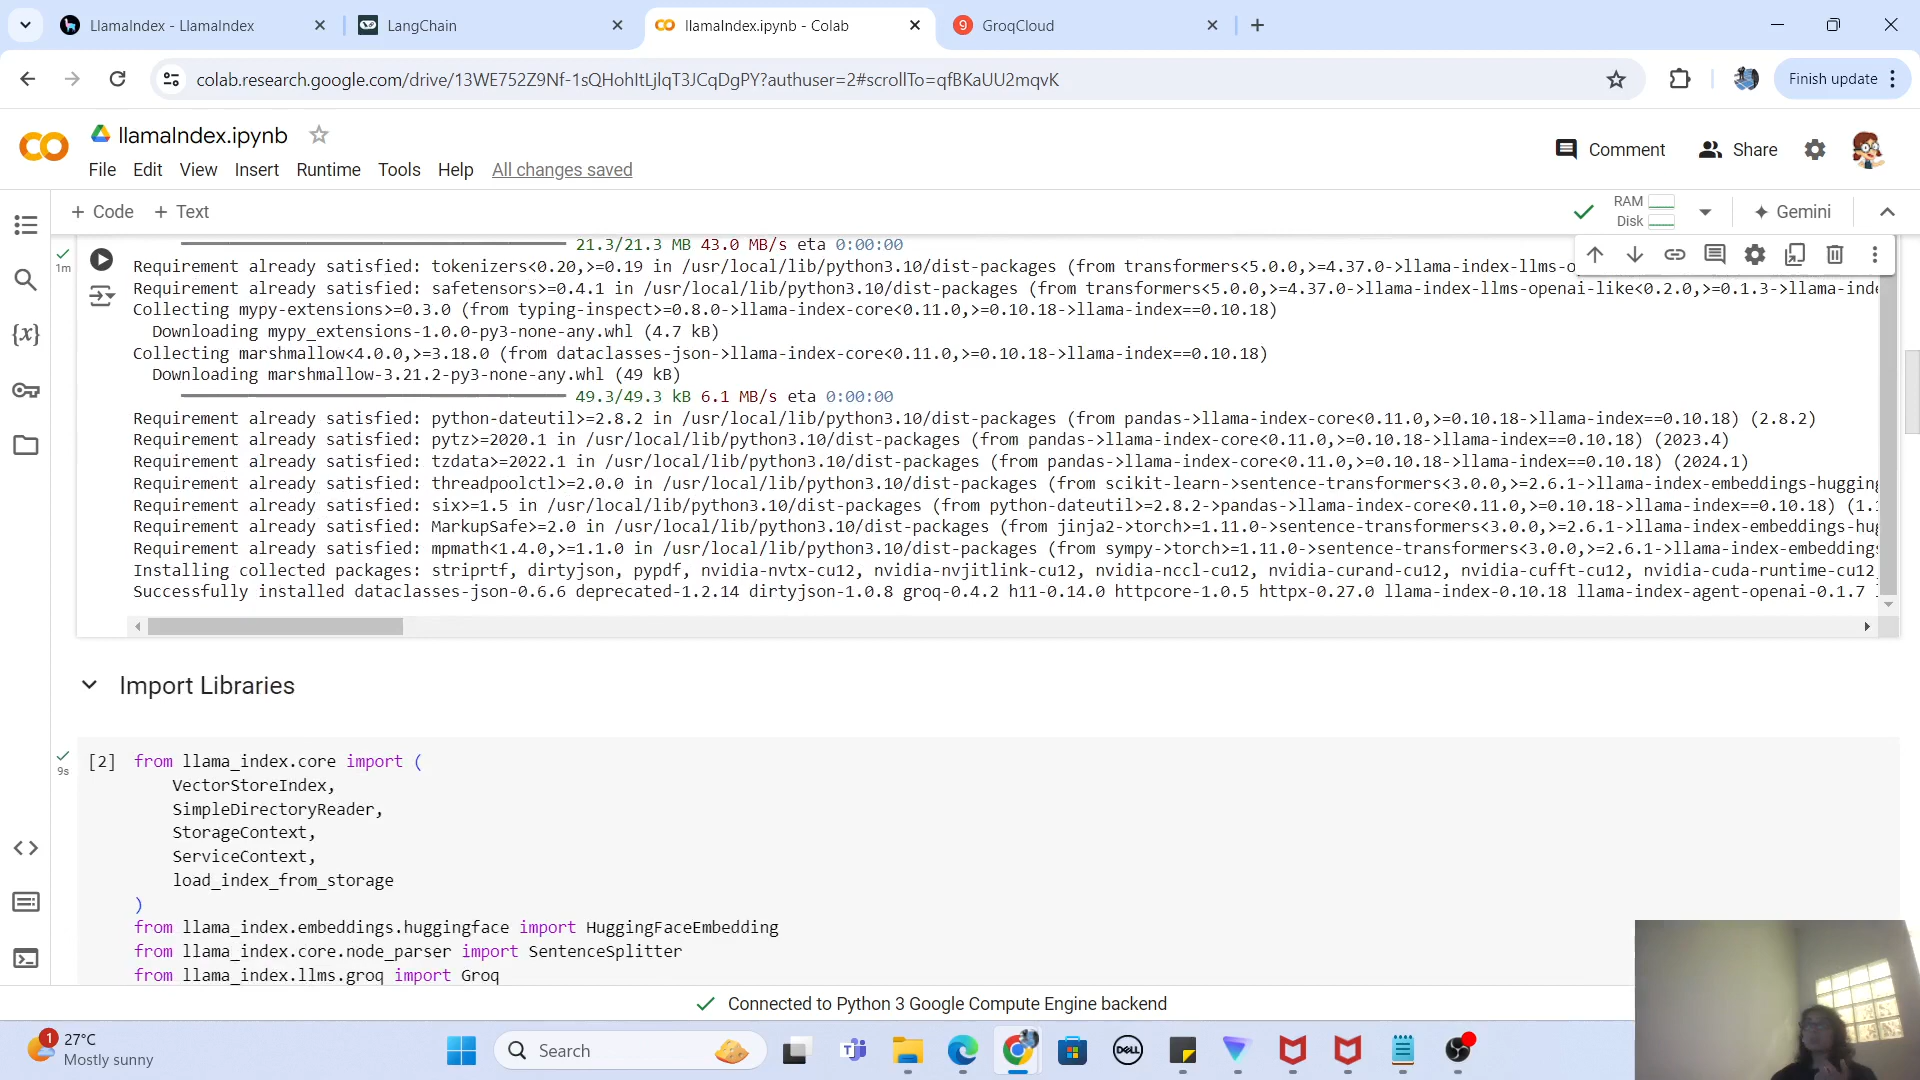 LlamaIndex - LlamaIndex
LangChain
llamaIndex.ipynb - Colab
9
GroqCloud
colab.research.google.com/drive/13WE752Z9Nf-1sQHohItLjlqT3JCqDgPY?authuser=2#scrollTo=qfBKaUU2mqvK
Finish update
llamaIndex.ipynb
File Edit View Insert Runtime Tools Help All changes saved
Comment
Share
+ Code + Text
RAM
Disk
Gemini
1m
21.3/21.3 MB 43.0 MB/s eta 0:00:00
Requirement already satisfied: tokenizers<0.20,>=0.19 in /usr/local/lib/python3.10/dist-packages (from transformers<5.0.0,>=4.37.0->llama-index-llms-o
Requirement already satisfied: safetensors>=0.4.1 in /usr/local/lib/python3.10/dist-packages (from transformers<5.0.0,>=4.37.0->llama-index-llms-openai-like<0.2.0,>=0.1.3->llama-inde
Collecting mypy-extensions>=0.3.0 (from typing-inspect>=0.8.0->llama-index-core<0.11.0,>=0.10.18->llama-index==0.10.18)
Downloading mypy_extensions-1.0.0-py3-none-any.whl (4.7 kB)
Collecting marshmallow<4.0.0,>=3.18.0 (from dataclasses-json->llama-index-core<0.11.0,>=0.10.18->llama-index==0.10.18)
Downloading marshmallow-3.21.2-py3-none-any.whl (49 kB)
49.3/49.3 kB 6.1 MB/s eta 0:00:00
Requirement already satisfied: python-dateutil>=2.8.2 in /usr/local/lib/python3.10/dist-packages (from pandas->llama-index-core<0.11.0,>=0.10.18->llama-index==0.10.18) (2.8.2)
Requirement already satisfied: pytz>=2020.1 in /usr/local/lib/python3.10/dist-packages (from pandas->llama-index-core<0.11.0,>=0.10.18->llama-index==0.10.18) (2023.4)
Requirement already satisfied: tzdata>=2022.1 in /usr/local/lib/python3.10/dist-packages (from pandas->llama-index-core<0.11.0,>=0.10.18->llama-index==0.10.18) (2024.1)
Requirement already satisfied: threadpoolctl>=2.0.0 in /usr/local/lib/python3.10/dist-packages (from scikit-learn->sentence-transformers<3.0.0,>=2.6.1->llama-index-embeddings-hugging
Requirement already satisfied: six>=1.5 in /usr/local/lib/python3.10/dist-packages (from python-dateutil>=2.8.2->pandas->llama-index-core<0.11.0,>=0.10.18->llama-index==0.10.18) (1.1
Requirement already satisfied: MarkupSafe>=2.0 in /usr/local/lib/python3.10/dist-packages (from jinja2->torch>=1.11.0->sentence-transformers<3.0.0,>=2.6.1->llama-index-embeddings-hug
Requirement already satisfied: mpmath<1.4.0,>=1.1.0 in /usr/local/lib/python3.10/dist-packages (from sympy->torch>=1.11.0->sentence-transformers<3.0.0,>=2.6.1->llama-index-embeddings
Installing collected packages: striprtf, dirtyjson, pypdf, nvidia-nvtx-cu12, nvidia-nvjitlink-cu12, nvidia-nccl-cu12, nvidia-curand-cu12, nvidia-cufft-cu12, nvidia-cuda-runtime-cu12,
Successfully installed dataclasses-json-0.6.6 deprecated-1.2.14 dirtyjson-1.0.8 groq-0.4.2 h11-0.14.0 httpcore-1.0.5 httpx-0.27.0 llama-index-0.10.18 llama-index-agent-openai-0.1.7
Import Libraries
9s
[2] from llama_index.core import (
VectorStoreIndex,
SimpleDirectoryReader,
StorageContext,
ServiceContext,
load_index_from_storage
)
from llama_index.embeddings.huggingface import HuggingFaceEmbedding
from llama_index.core.node_parser import SentenceSplitter
from llama_index.llms.groq import Groq
Connected to Python 3 Google Compute Engine backend
1
27°C
Mostly sunny
Search
DELL